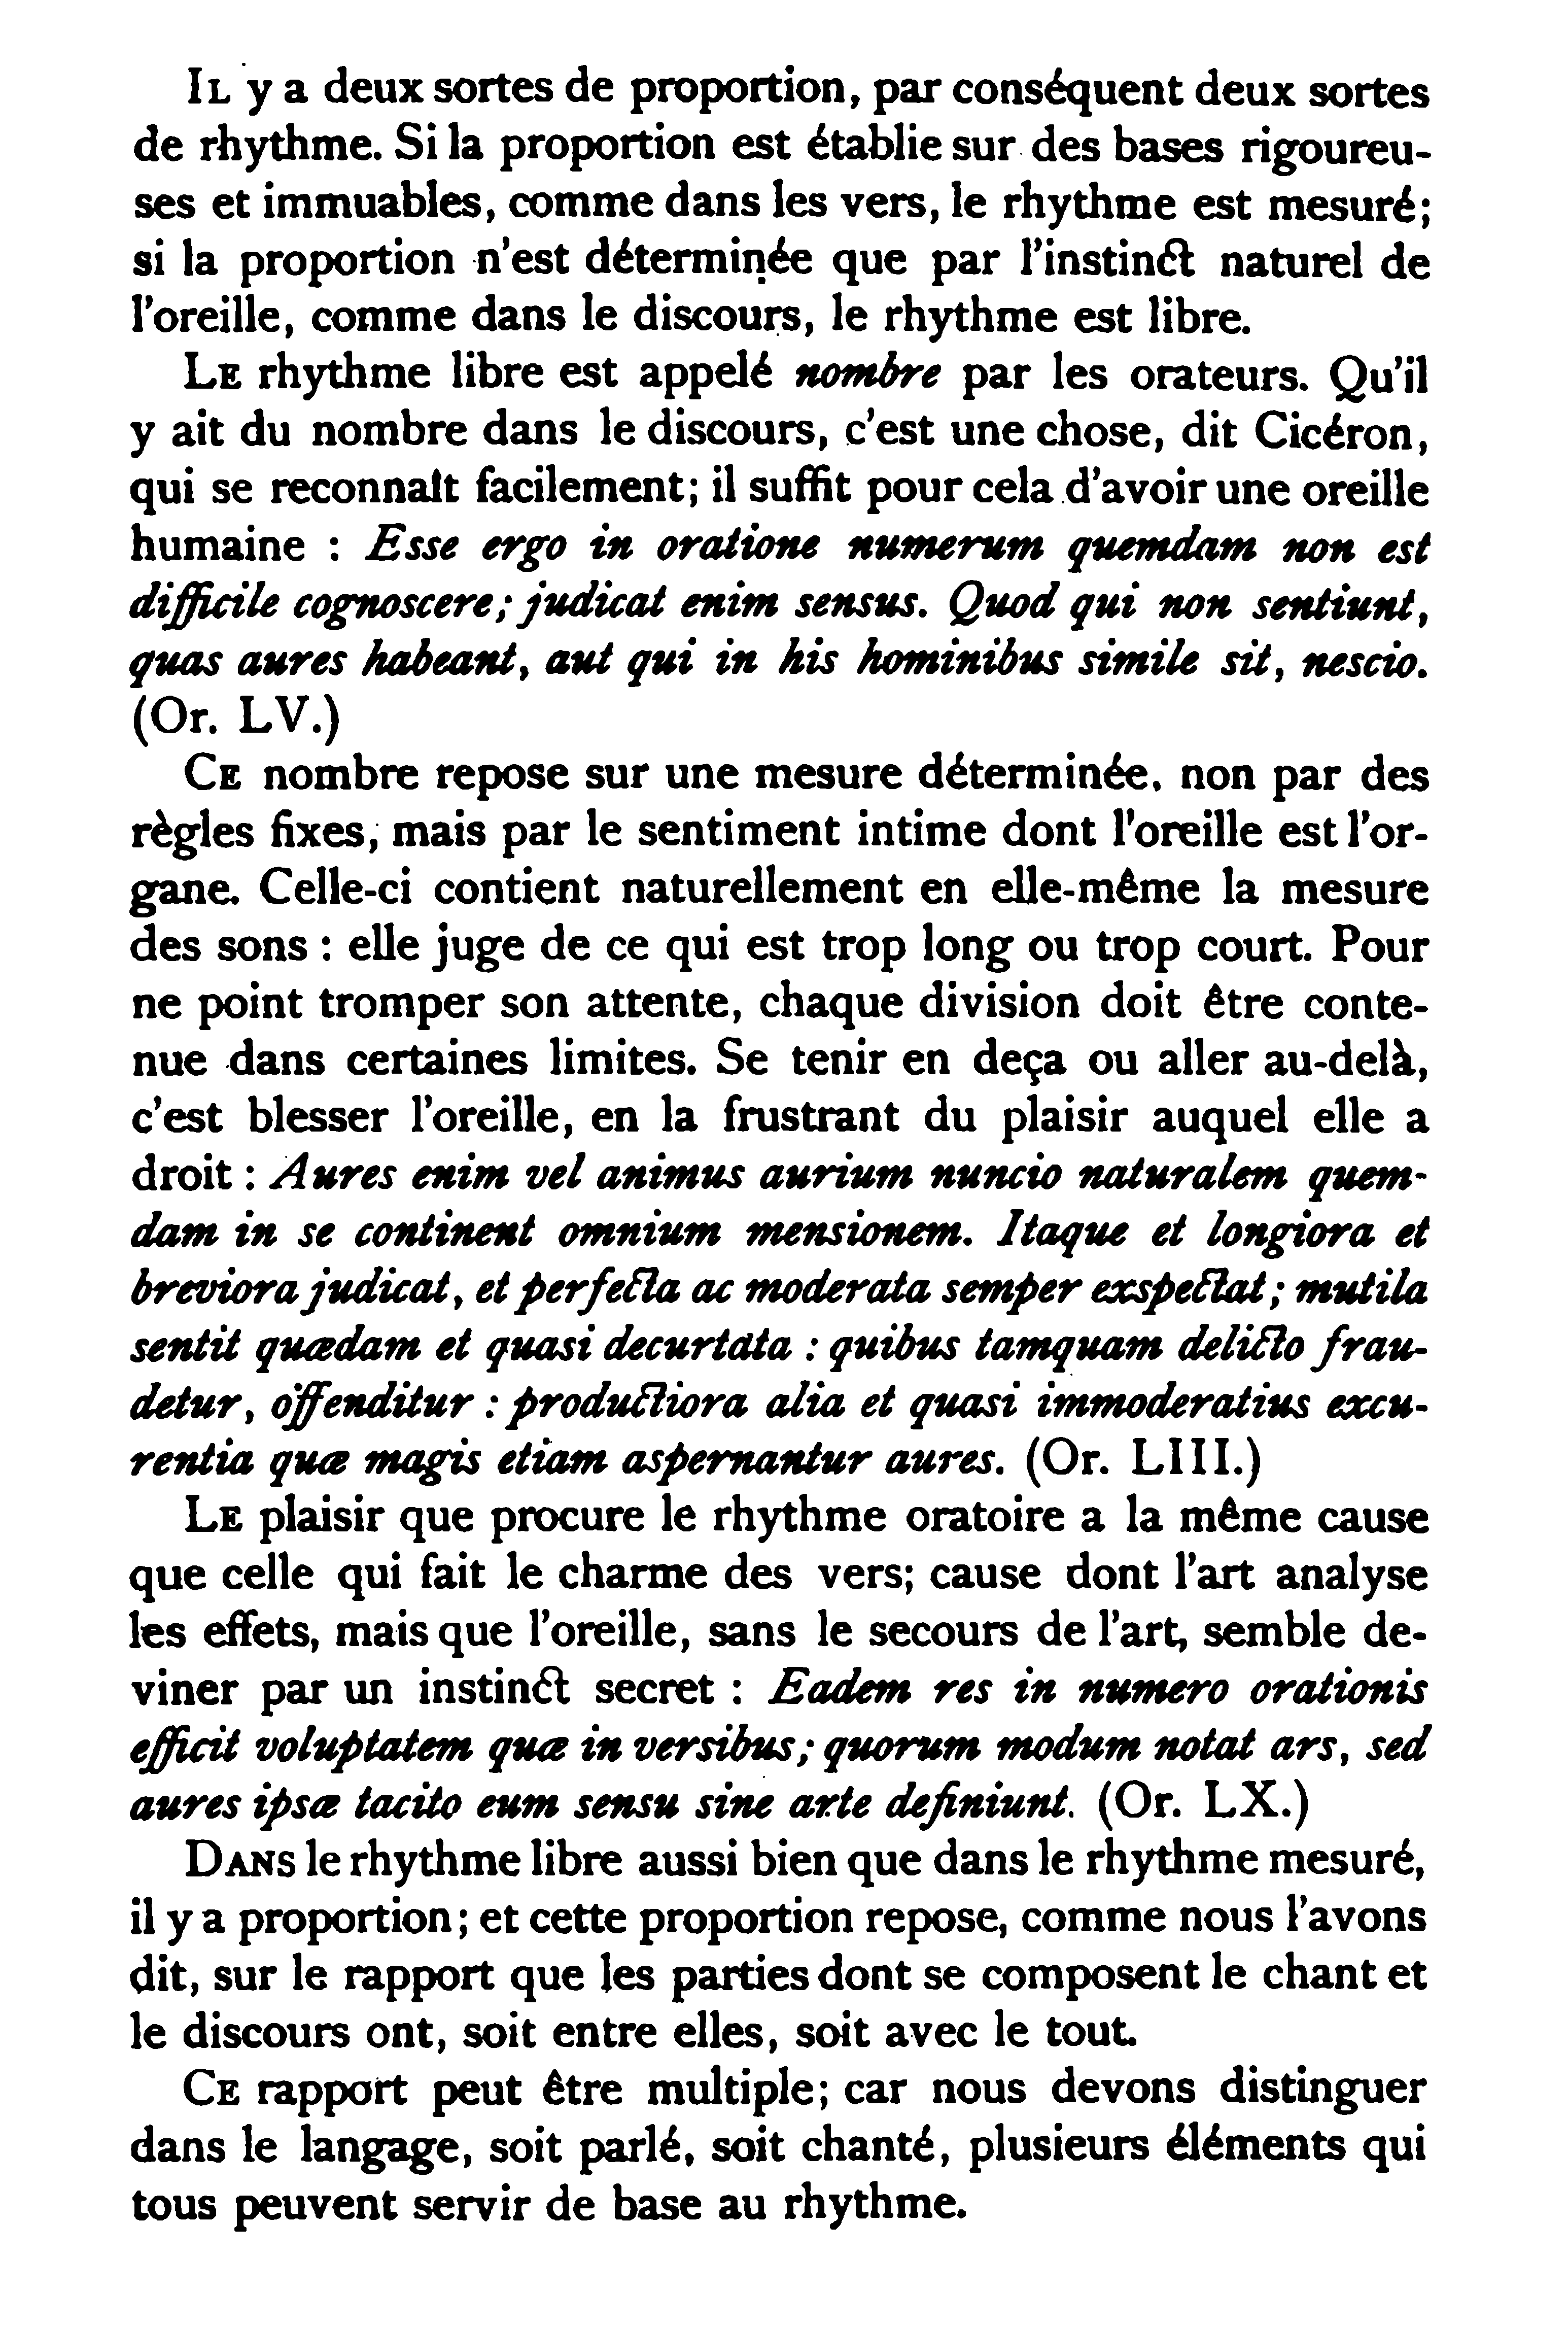 IL y a deux sortes de proportion, par conséquent deux sortes
de rhythme. Si la proportion est établie sur des bases rigoureu-
ses et immuables, comme dans les vers, le rhythme est mesuré;
si la proportion n'est déterminée que par l'instinct naturel de
l'oreille, comme dans le discours, le rhythme est libre.
LE rhythme libre est appelé nombre par les orateurs. Qu'il
y ait du nombre dans le discours, c'est une chose, dit Cicéron,
qui se reconnaît facilement; il suffit pour cela d'avoir une oreille
humaine : Esse ergo in oratione numerum quemdam non est
difficile cognoscere; judicat enim sensus. Quod qui non sentiunt,
quas aures habeant, aut qui in his hominibus simile sit, nescio.
(Or. LV.)
CE nombre repose sur une mesure déterminée, non par des
règles fixes, mais par le sentiment intime dont l'oreille est l'or-
gane. Celle-ci contient naturellement en elle-même la mesure
des sons : elle juge de ce qui est trop long ou trop court. Pour
ne point tromper son attente, chaque division doit être conte-
nue dans certaines limites. Se tenir en deça ou aller au-delà,
c'est blesser l'oreille, en la frustrant du plaisir auquel elle a
droit : Aures enim vel animus aurium nuncio naturalem quem-
dam in se continent omnium mensionem. Itaque et longiora et
breviora judicat, et perfecta ac moderata semper exspectat; mutila
sentit quædam et quasi decurtata : quibus tamquam delicto frau-
detur, offenditur : productiora alia et quasi immoderatius excu-
rentia quæ magis etiam aspernantur aures. (Or. LIII.)
LE plaisir que procure le rhythme oratoire a la même cause
que celle qui fait le charme des vers; cause dont l'art analyse
les effets, mais que l'oreille, sans le secours de l'art, semble de-
viner par un instinct secret : Eadem res in numero orationis
efficit voluptatem quæ in versibus; quorum modum notat ars, sed
aures ipsæ tacito eum sensu sine arte definiunt. (Or. LX.)
DANS le rhythme libre aussi bien que dans le rhythme mesuré,
il y a proportion; et cette proportion repose, comme nous l'avons
dit, sur le rapport que les parties dont se composent le chant et
le discours ont, soit entre elles, soit avec le tout.
CE rapport peut être multiple; car nous devons distinguer
dans le langage, soit parlé, soit chanté, plusieurs éléments qui
tous peuvent servir de base au rhythme.